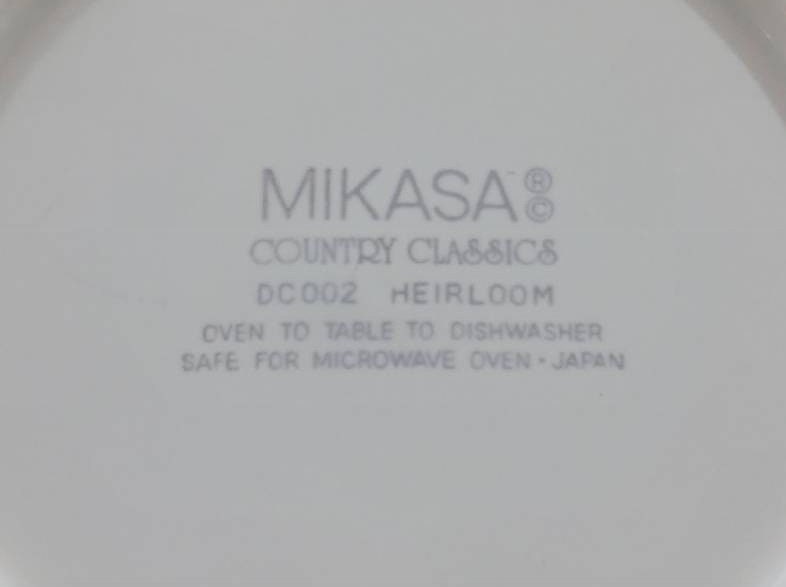 MIKASA ®©
COUNTRY CLASSICS
DC002 HEIRLOOM
OVEN TO TABLE TO DISHWASHER
SAFE FOR MICROWAVE OVEN • JAPAN